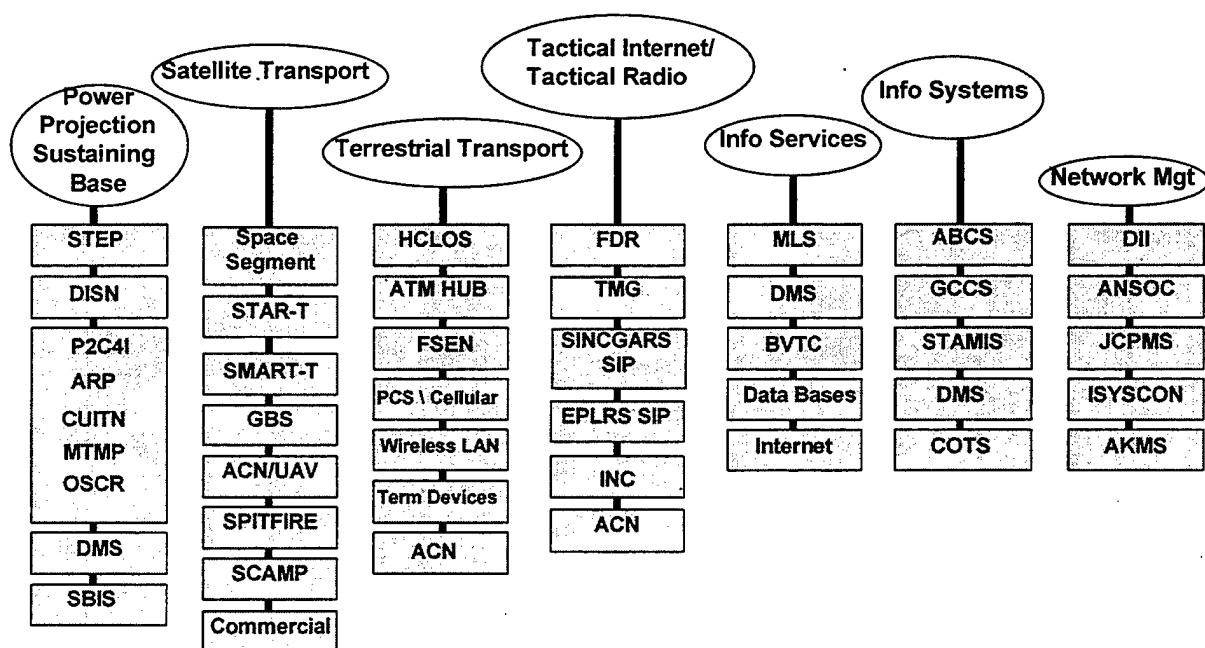 Power
Projection
Sustaining
Base
STEP
DISN
P2C4I
ARP
CUITN
MTMP
OSCR
DMS
SBIS
Satellite Transport
Space
Segment
STAR-T
SMART-T
GBS
ACN/UAV
SPITFIRE
SCAMP
Commercial
Terrestrial Transport
HCLOS
ATM HUB
FSEN
PCS \ Cellular
Wireless LAN
Term Devices
ACN
Tactical Internet/
Tactical Radio
FDR
TMG
SINCGARS
SIP
EPLRS SIP
INC
ACN
Info Services
MLS
DMS
BVTC
Data Bases
Internet
Info Systems
ABCS
GCCS
STAMIS
DMS
COTS
Network Mgt
DII
ANSOC
JCPMS
ISYSCON
AKMS